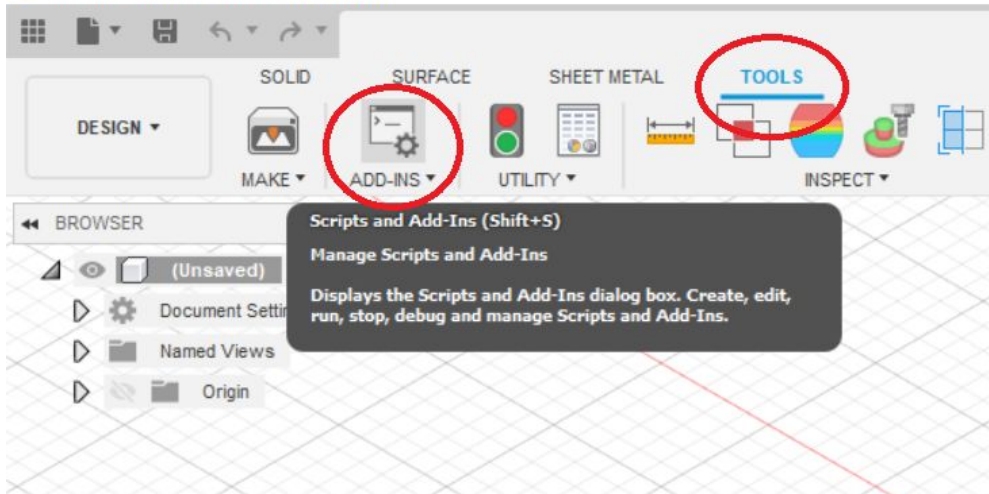 SOLID SURFACE SHEET METAL TOOLS
DESIGN
MAKE ADD-INS UTILITY INSPECT
BROWSER
Scripts and Add-Ins (Shift+S)
(Unsaved)
Manage Scripts and Add-Ins
Document Settin
Displays the Scripts and Add-Ins dialog box. Create, edit,
run, stop, debug and manage Scripts and Add-Ins.
Named Views
Origin